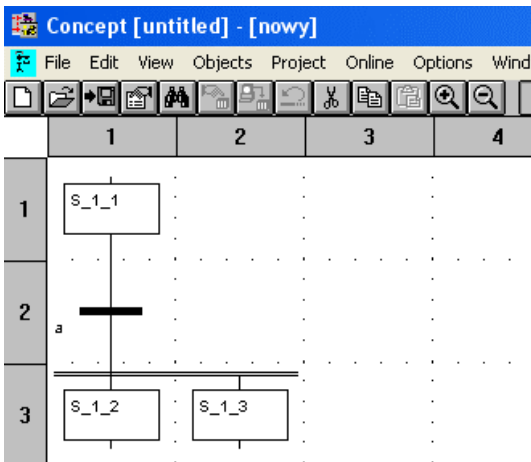 Concept [untitled] - [nowy]
File Edit View Objects Project Online Options Wind
1 2 3 4
1
S_1_1
2
a
3
S_1_2 S_1_3